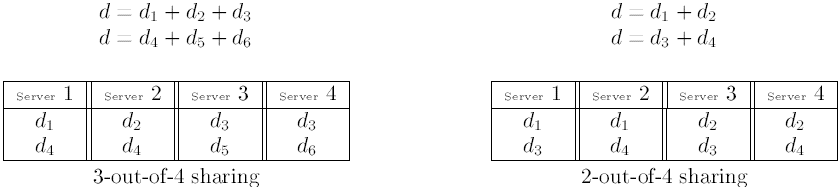 d = d₁ + d₂ + d₃
d = d₄ + d₅ + d₆
Server 1 Server 2 Server 3 Server 4
d₁ d₂ d₃ d₃
d₄ d₄ d₅ d₆
3-out-of-4 sharing
d = d₁ + d₂
d = d₃ + d₄
Server 1 Server 2 Server 3 Server 4
d₁ d₁ d₂ d₂
d₃ d₄ d₃ d₄
2-out-of-4 sharing